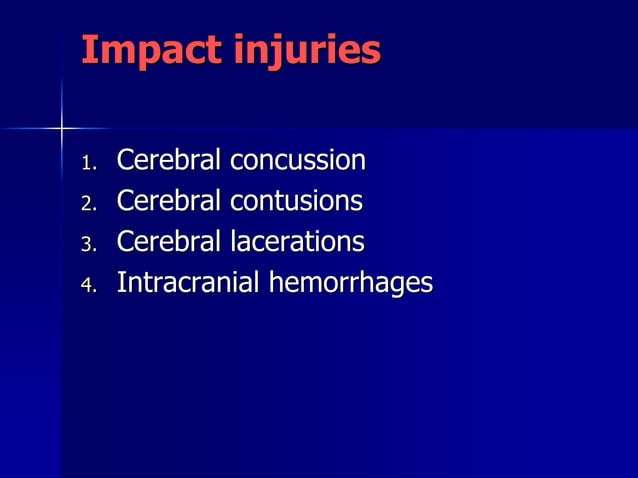 Impact injuries
1. Cerebral concussion
2. Cerebral contusions
3. Cerebral lacerations
4. Intracranial hemorrhages